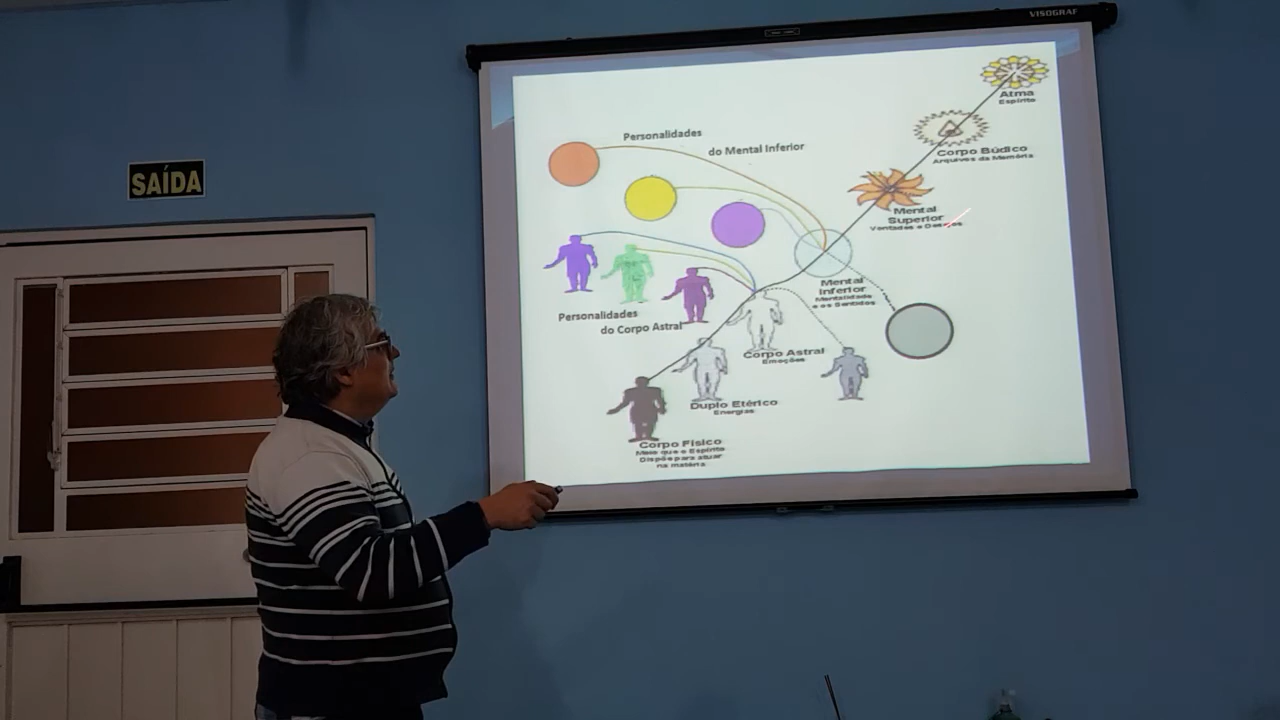 VISOGRAF
SAÍDA
Atma
Espírito
Corpo Búdico
Arquivos da Memória
Personalidades
do Mental Inferior
Mental
Superior
Vontades e Desejos
Mental
Inferior
Mentalidade
e os Sentidos
Personalidades
do Corpo Astral
Corpo Astral
Emoções
Duplo Etérico
Energias
Corpo Físico
Meio que o Espírito
Dispõe para atuar
na matéria